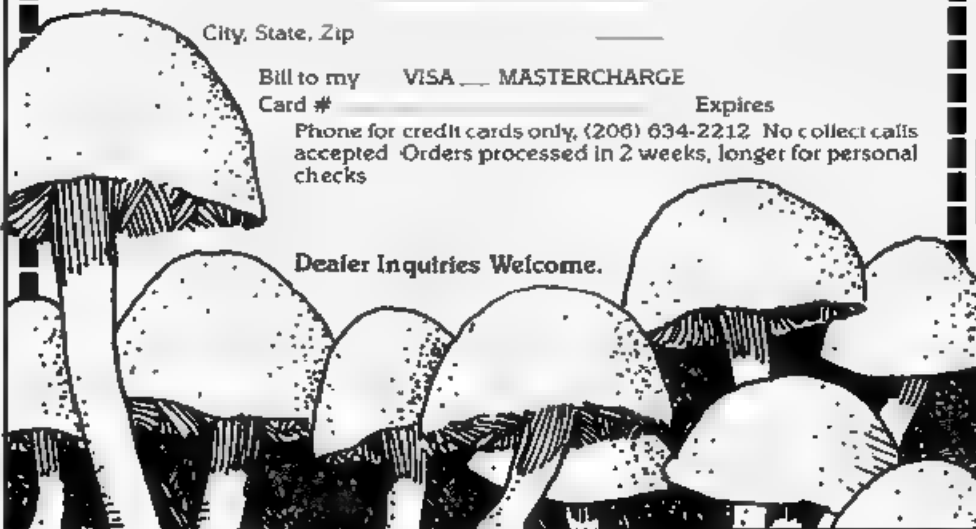 City, State, Zip
Bill to my VISA __ MASTERCHARGE
Card # Expires
Phone for credit cards only, (206) 634-2212 No collect calls
accepted Orders processed in 2 weeks, longer for personal
checks
Dealer Inquiries Welcome.